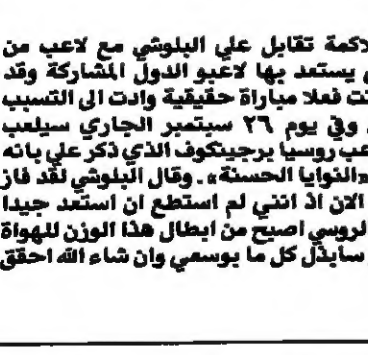 لاكمة تقابل علي البلوشي مع لاعب من
ي يستعد بها لاعبو الدول المشاركة وقد
نت فعلا مباراة حقيقية وادت الى التسبب
وفي يوم ٢٦ سبتمبر الجاري سيلعب
عب روسيا يرجينكوف الذي ذكر علي بانه
«النوايا الحسنة». وقال البلوشي لقد فاز
الان اذ انني لم استطع ان استعد جيدا
لروسي اصبح من ابطال هذا الوزن للهواة
سابذل كل ما بوسعي وان شاء الله احقق